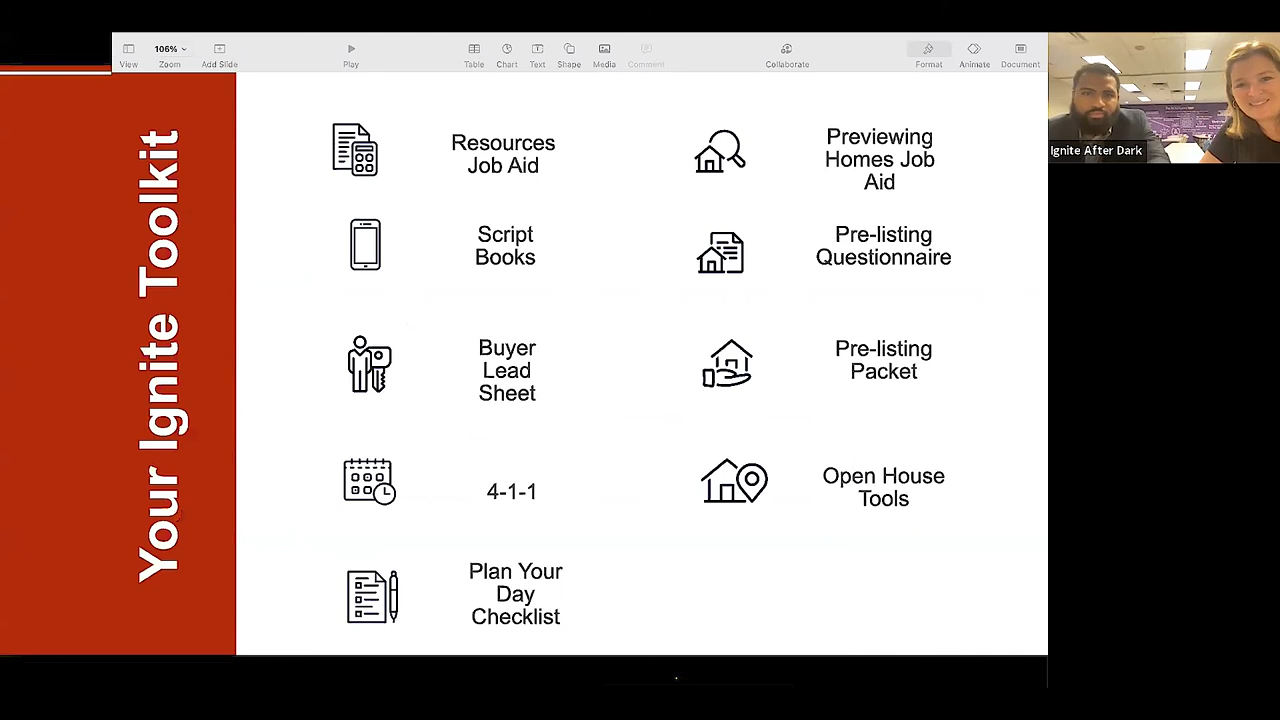 106%
View
Zoom
Add Slide
Play
Table
Chart
Text
Shape
Media
Comment
Collaborate
Format
Animate
Document
Your Ignite Toolkit
Resources
Job Aid
Previewing
Homes Job
Aid
Script
Books
Pre-listing
Questionnaire
Buyer
Lead
Sheet
Pre-listing
Packet
4-1-1
Open House
Tools
Plan Your
Day
Checklist
Ignite After Dark